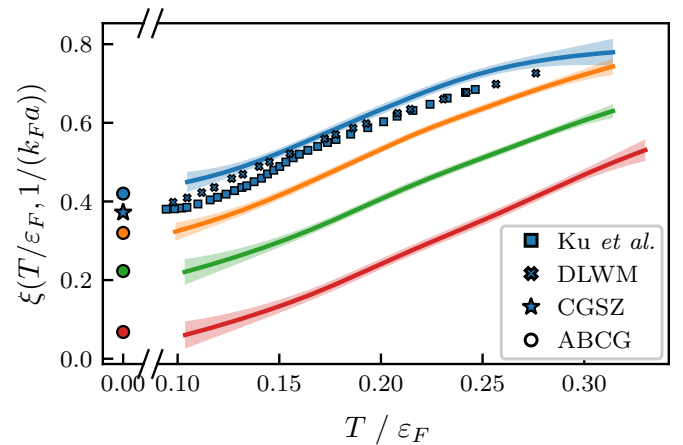 0.8
0.6
0.4
0.2
0.0
ξ(T/ε_F, 1/(k_F a))
Ku et al.
DLWM
CGSZ
ABCG
0.00 0.10 0.15 0.20 0.25 0.30
T / ε_F